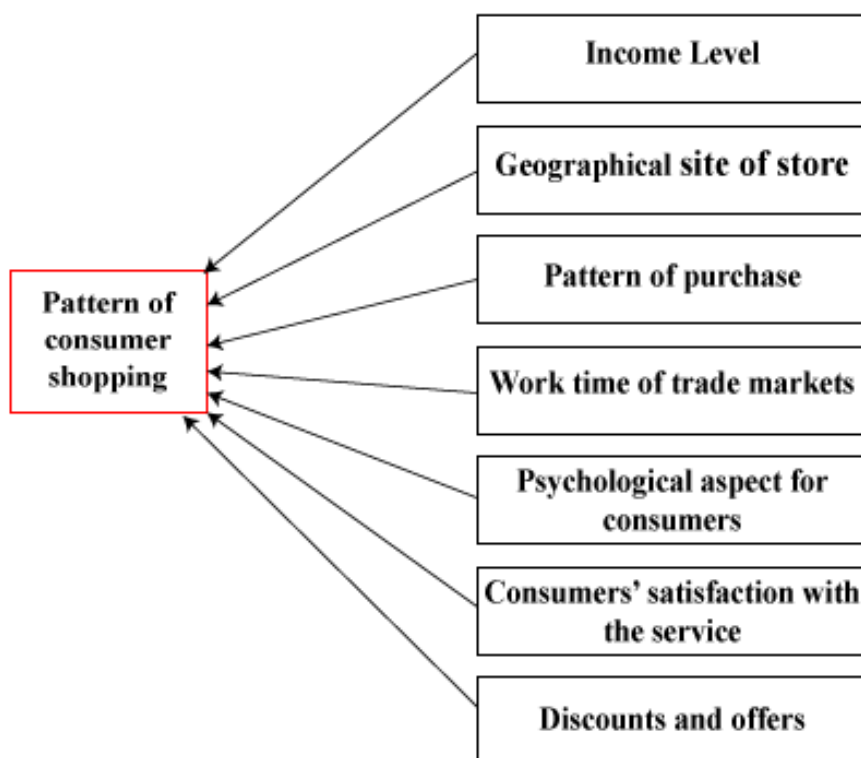 Income Level
Geographical site of store
Pattern of purchase
Pattern of
consumer
shopping
Work time of trade markets
Psychological aspect for
consumers
Consumers’ satisfaction with
the service
Discounts and offers